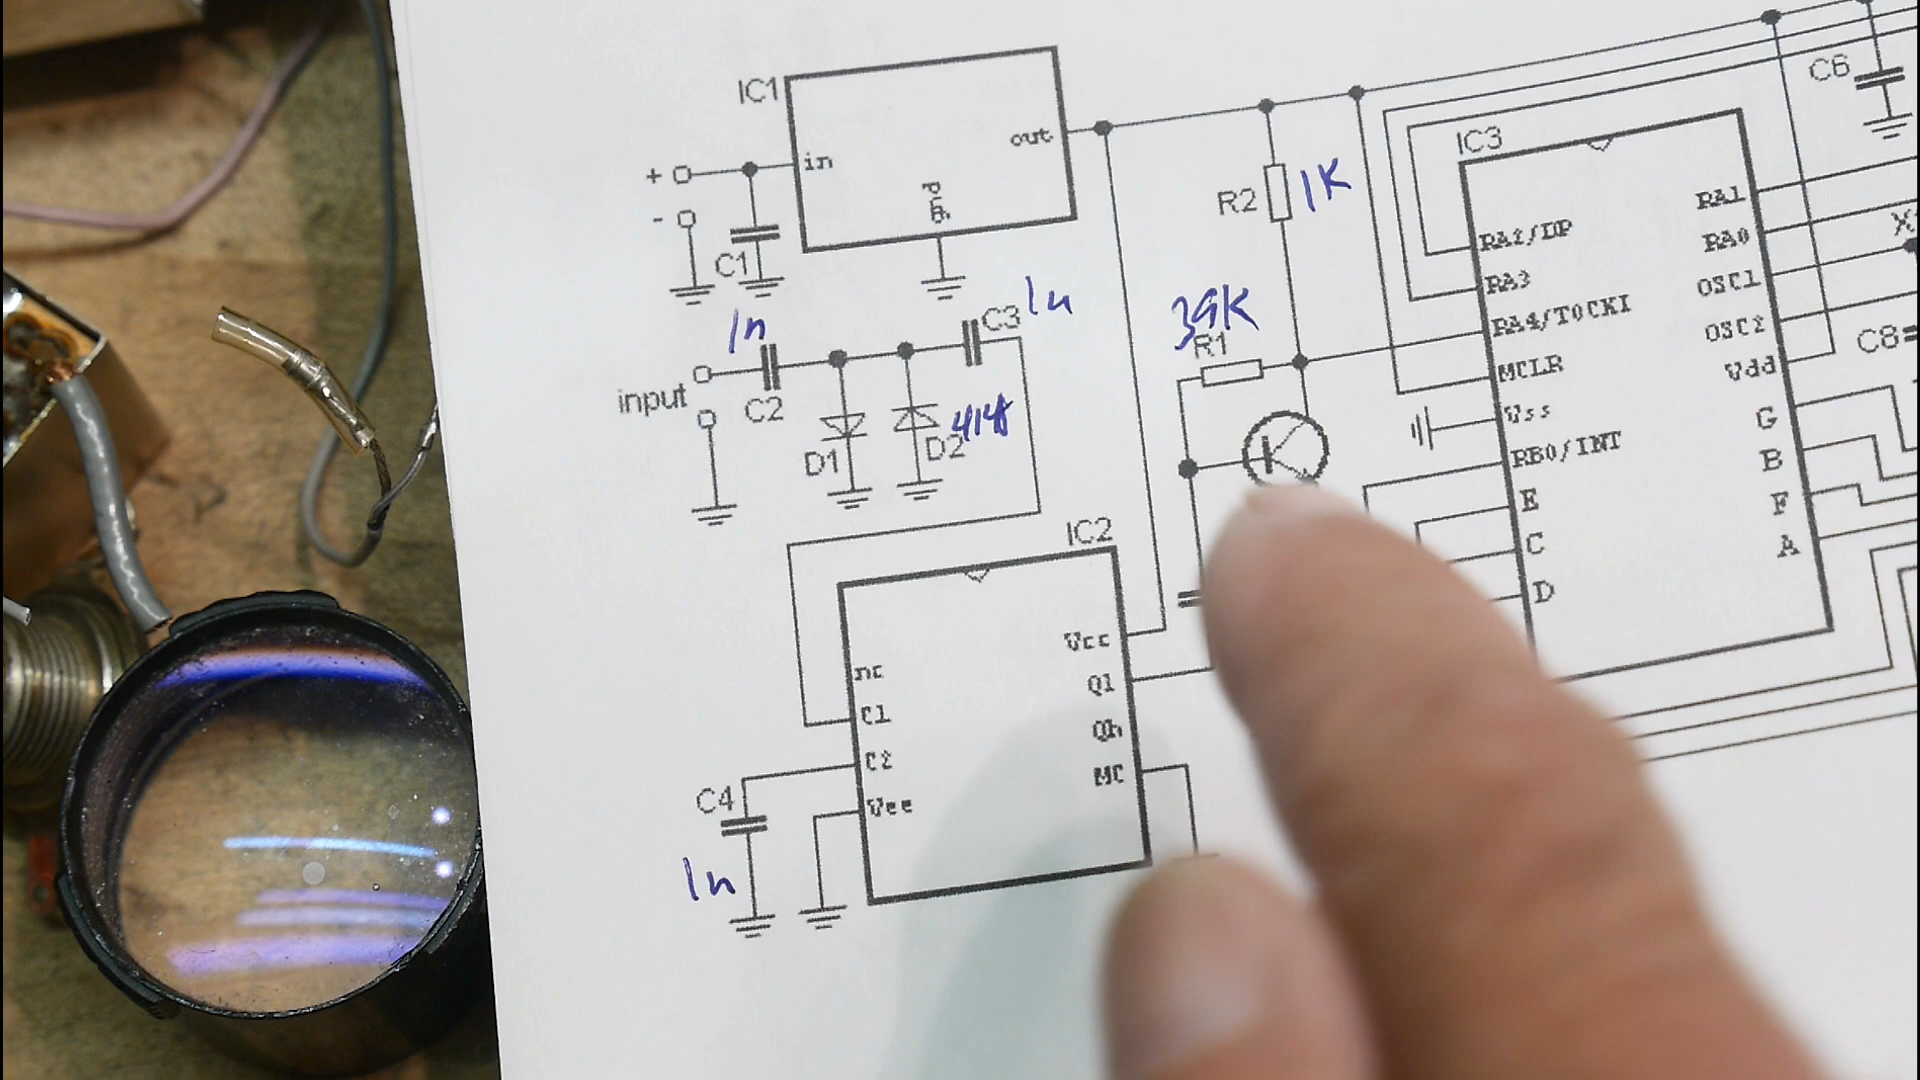 IC1
in
out
+
-
C1
1n
C3
1n
input
C2
D1
D2
4148
R2
1K
39K
R1
IC2
Vcc
nc
Q1
C1
Qh
C2
MC
Vee
C4
1n
C6
IC3
RA1
RA2/DP
RA0
RA3
OSC1
RA4/T0CKI
OSC2
MCLR
Vdd
C8
Vss
G
RB0/INT
B
E
F
C
A
D